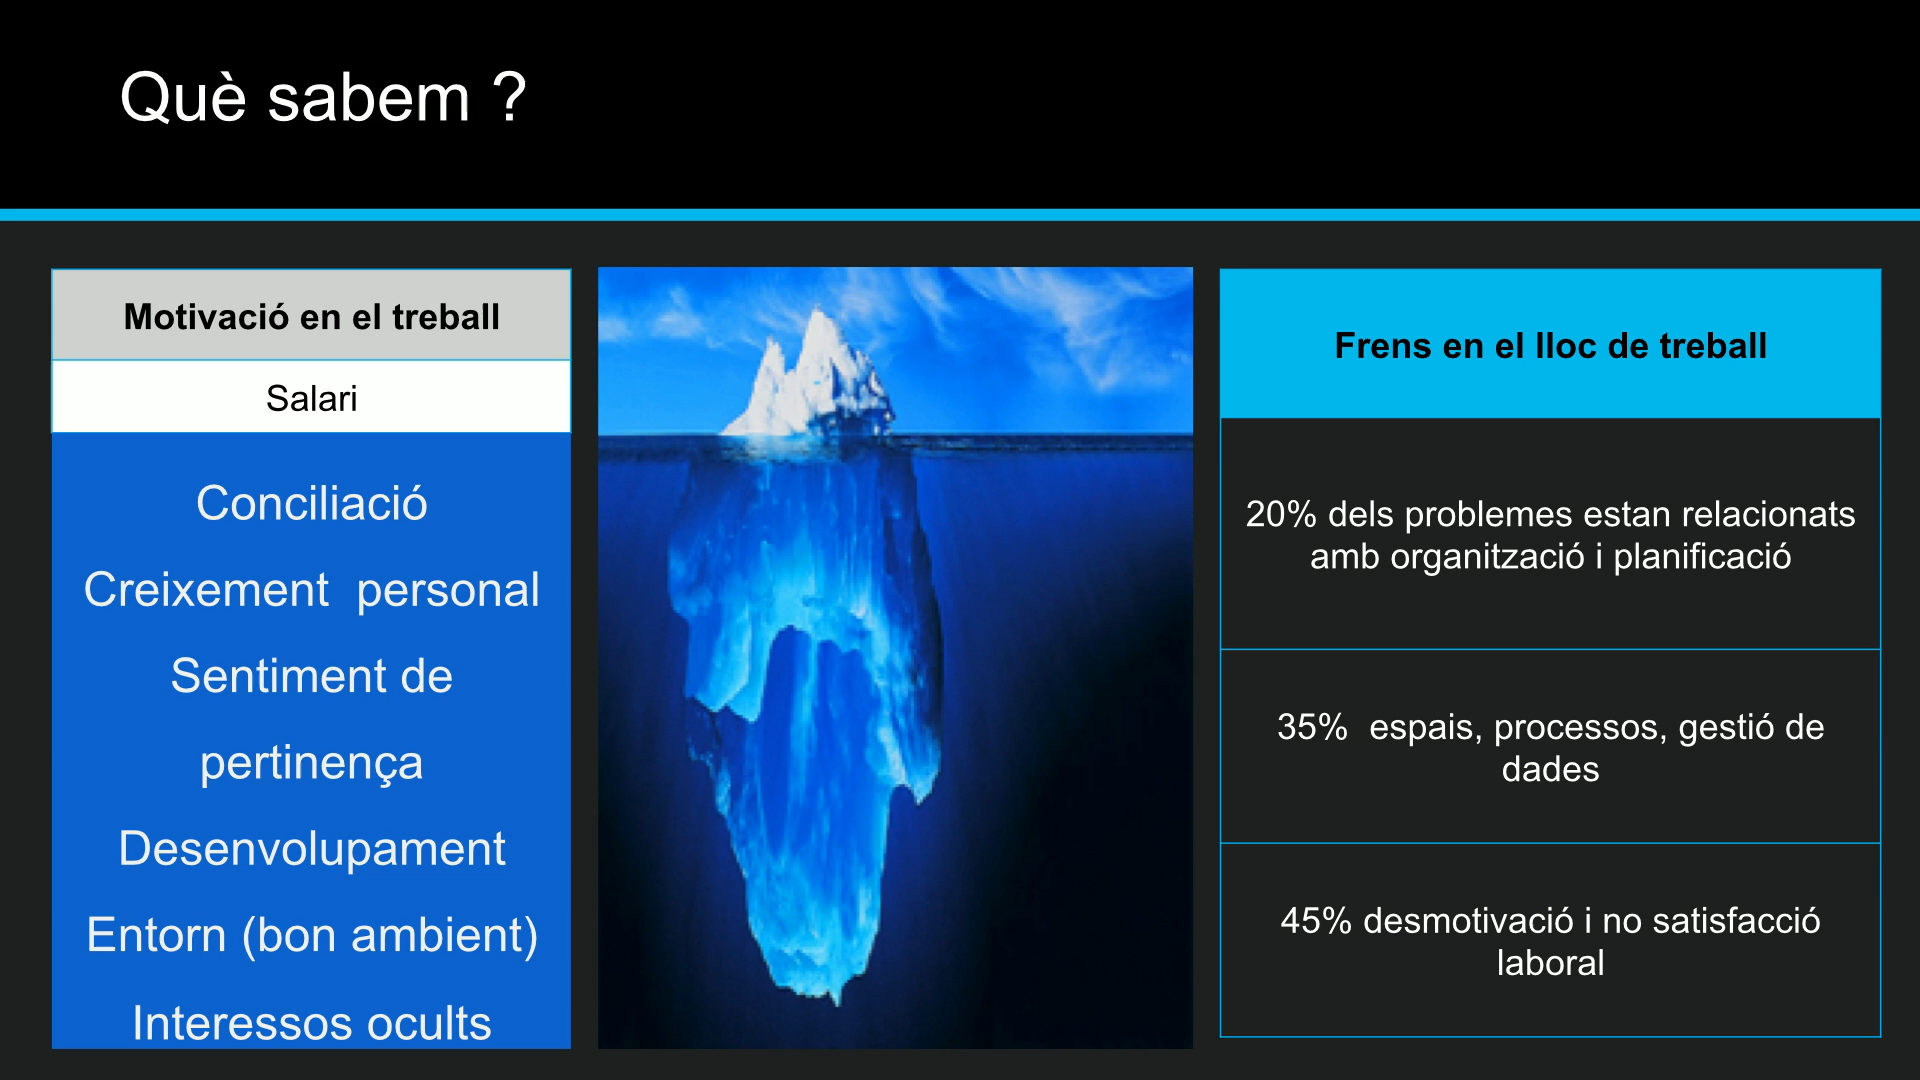 Què sabem ?
Motivació en el treball
Salari
Conciliació
Creixement  personal
Sentiment de
pertinença
Desenvolupament
Entorn (bon ambient)
Interessos ocults
Frens en el lloc de treball
20% dels problemes estan relacionats
amb organització i planificació
35%  espais, processos, gestió de
dades
45% desmotivació i no satisfacció
laboral